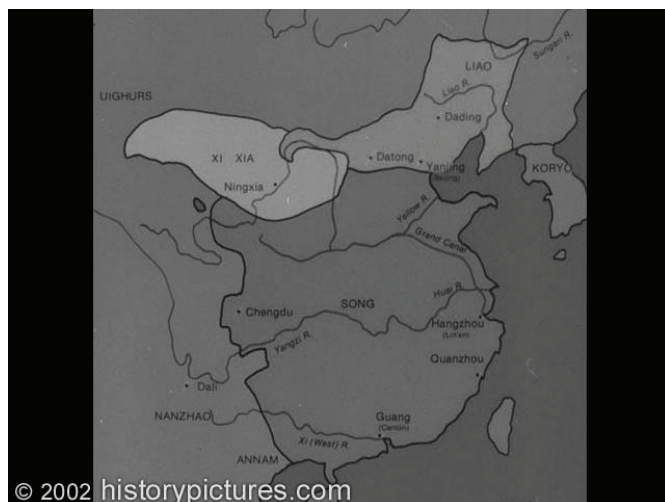 LIAO
Sungari R.
Liao R.
UIGHURS
Dading
XI XIA
Datong
Yanjing
(Beijing)
KORYO
Ningxia
Yellow R.
Grand Canal
Huai R.
Chengdu
SONG
Hangzhou
(Lin'an)
Yangzi R.
Quanzhou
Dali
NANZHAO
Guang
(Canton)
Xi (West) R.
ANNAM
© 2002 historypictures.com